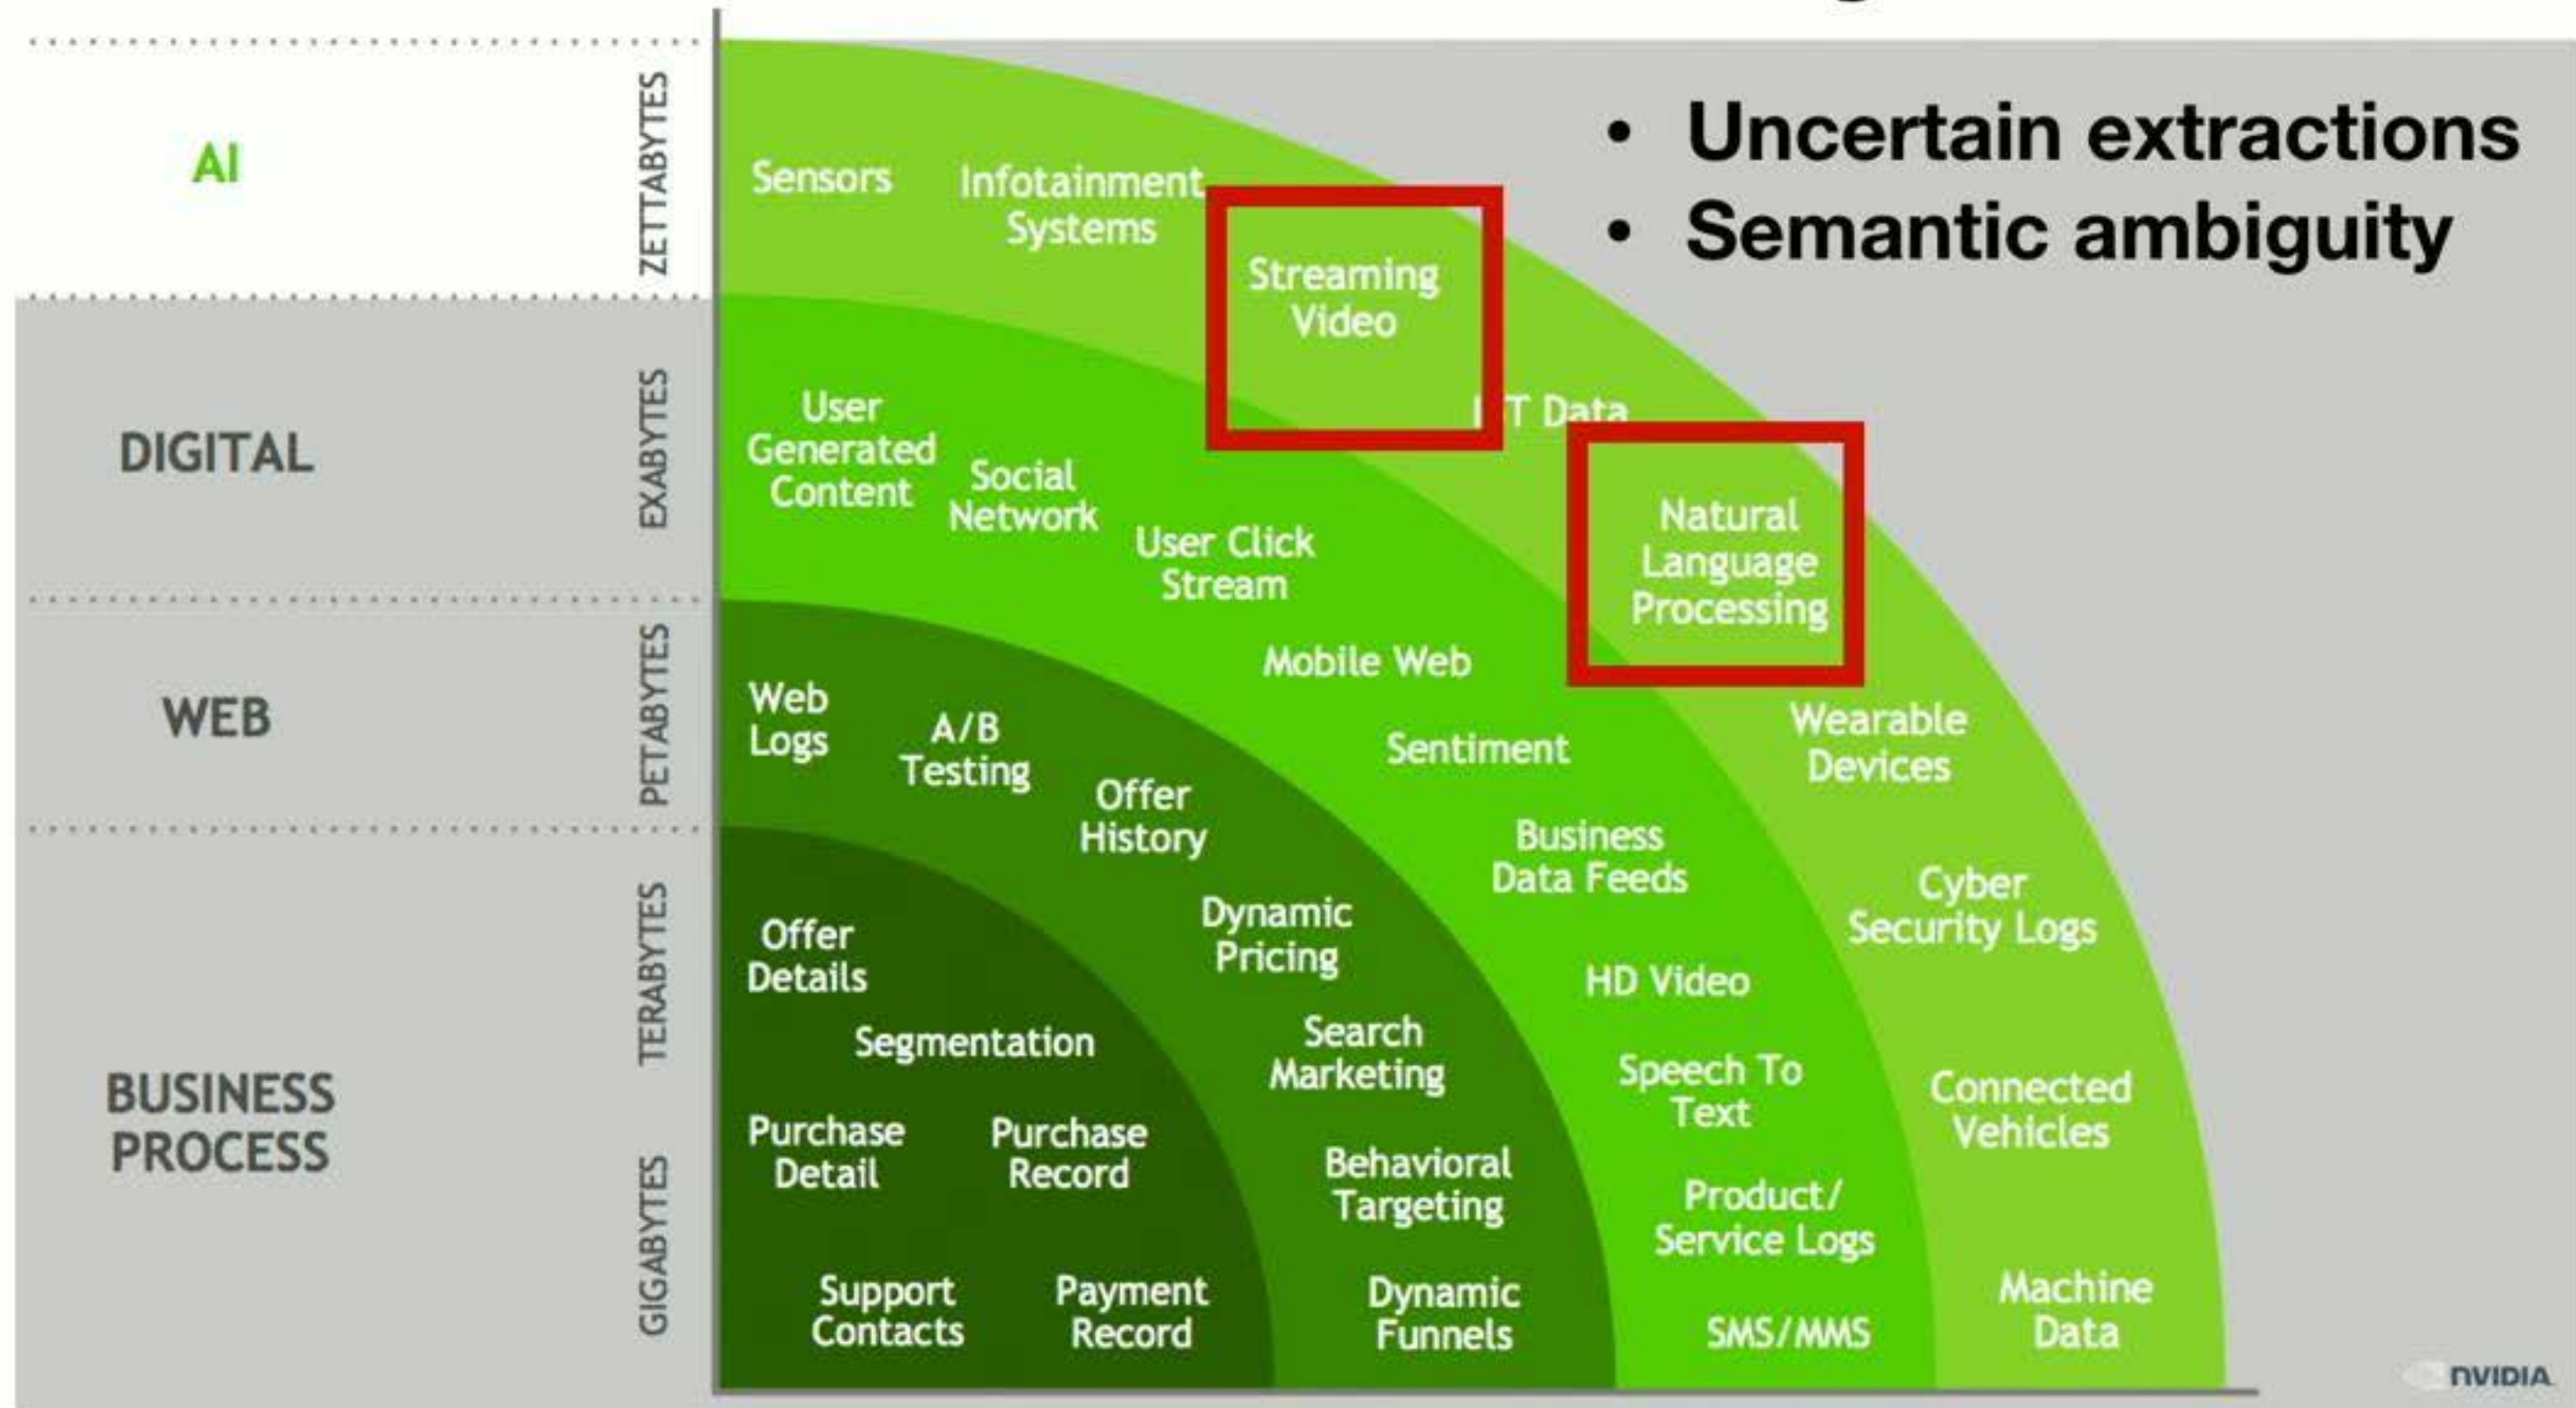 • Uncertain extractions
• Semantic ambiguity
AI
ZETTABYTES
Sensors
Infotainment
Systems
Streaming
Video
T Data
Natural
Language
Processing
Wearable
Devices
Cyber
Security Logs
Connected
Vehicles
Machine
Data
DIGITAL
EXABYTES
User
Generated
Content
Social
Network
User Click
Stream
Mobile Web
Sentiment
Business
Data Feeds
HD Video
Speech To
Text
Product/
Service Logs
SMS/MMS
WEB
PETABYTES
Web
Logs
A/B
Testing
Offer
History
Dynamic
Pricing
Search
Marketing
Behavioral
Targeting
Dynamic
Funnels
BUSINESS
PROCESS
TERABYTES
GIGABYTES
Offer
Details
Segmentation
Purchase
Detail
Purchase
Record
Support
Contacts
Payment
Record
NVIDIA